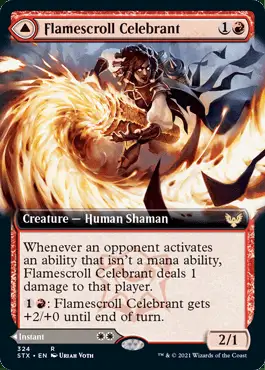 Flamescroll Celebrant 1
Creature — Human Shaman
Whenever an opponent activates
an ability that isn't a mana ability,
Flamescroll Celebrant deals 1
damage to that player.
1 : Flamescroll Celebrant gets
+2/+0 until end of turn.
Instant
2/1
324 R
STX • EN Uriah Voth
™ & © 2021 Wizards of the Coast